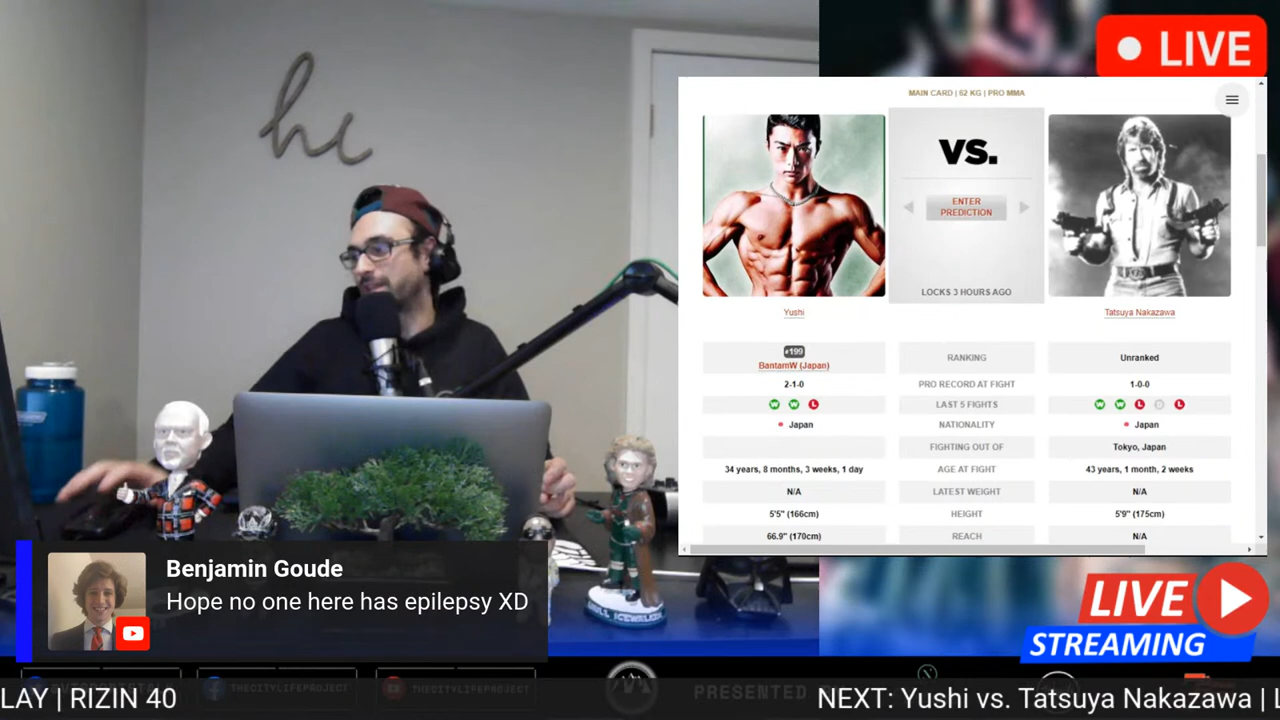 hi
LIVE
MAIN CARD | 62 KG | PRO MMA
VS.
ENTER
PREDICTION
LOCKS 3 HOURS AGO
Yushi
Tatsuya Nakazawa
#199
BantamW (Japan)
RANKING
Unranked
2-1-0
PRO RECORD AT FIGHT
1-0-0
W W L
LAST 5 FIGHTS
W W L D L
Japan
NATIONALITY
Japan
FIGHTING OUT OF
Tokyo, Japan
34 years, 8 months, 3 weeks, 1 day
AGE AT FIGHT
43 years, 1 month, 2 weeks
N/A
LATEST WEIGHT
N/A
5'5" (166cm)
HEIGHT
5'9" (175cm)
66.9" (170cm)
REACH
N/A
Benjamin Goude
Hope no one here has epilepsy XD
LIVE
STREAMING
THECITYLIFEPROJECT
THECITYLIFEPROJECT
PRESENTED
LAY | RIZIN 40
NEXT: Yushi vs. Tatsuya Nakazawa |